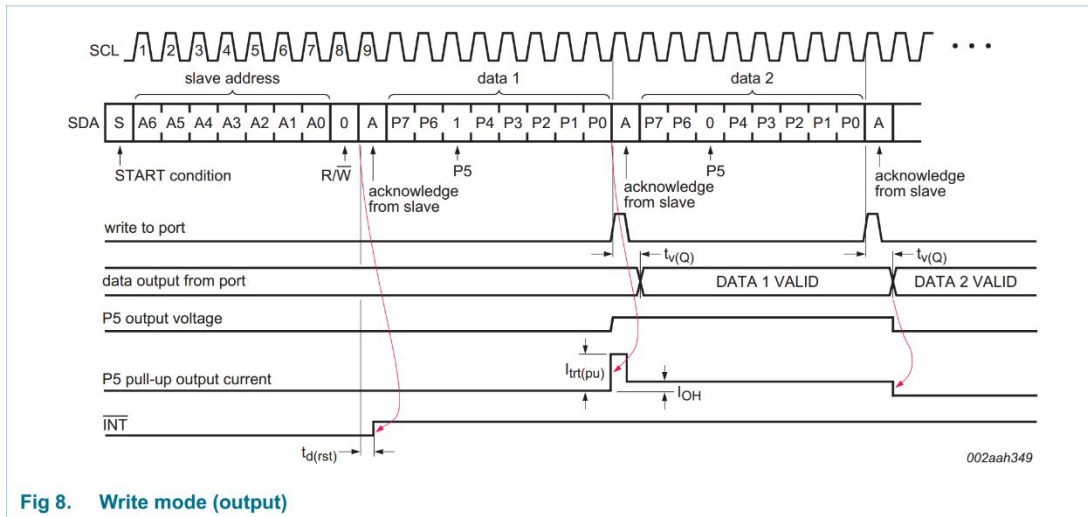 SCL 1 2 3 4 5 6 7 8 9 • • •
slave address data 1 data 2
SDA S A6 A5 A4 A3 A2 A1 A0 0 A P7 P6 1 P4 P3 P2 P1 P0 A P7 P6 0 P4 P3 P2 P1 P0 A
START condition R/W̅ acknowledge from slave P5 acknowledge from slave P5 acknowledge from slave
write to port
tv(Q) tv(Q)
data output from port DATA 1 VALID DATA 2 VALID
P5 output voltage
Itrt(pu)
P5 pull-up output current
IOH
I̅N̅T̅
td(rst)
002aah349
Fig 8. Write mode (output)